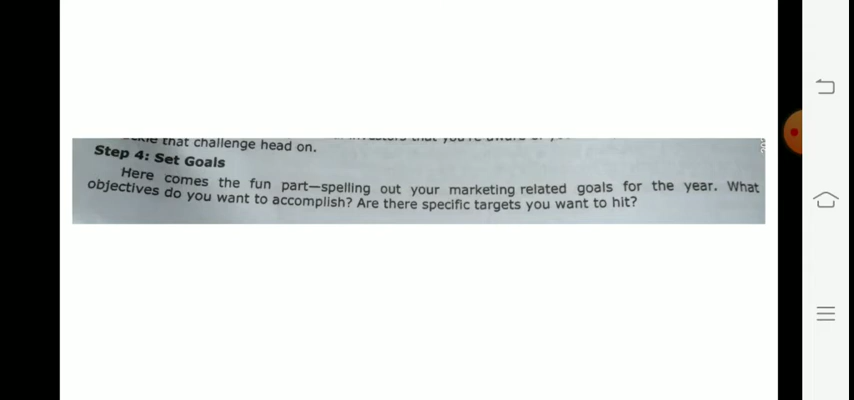 that challenge head on.
Step 4: Set Goals
Here comes the fun part—spelling out your marketing related goals for the year. What
objectives do you want to accomplish? Are there specific targets you want to hit?